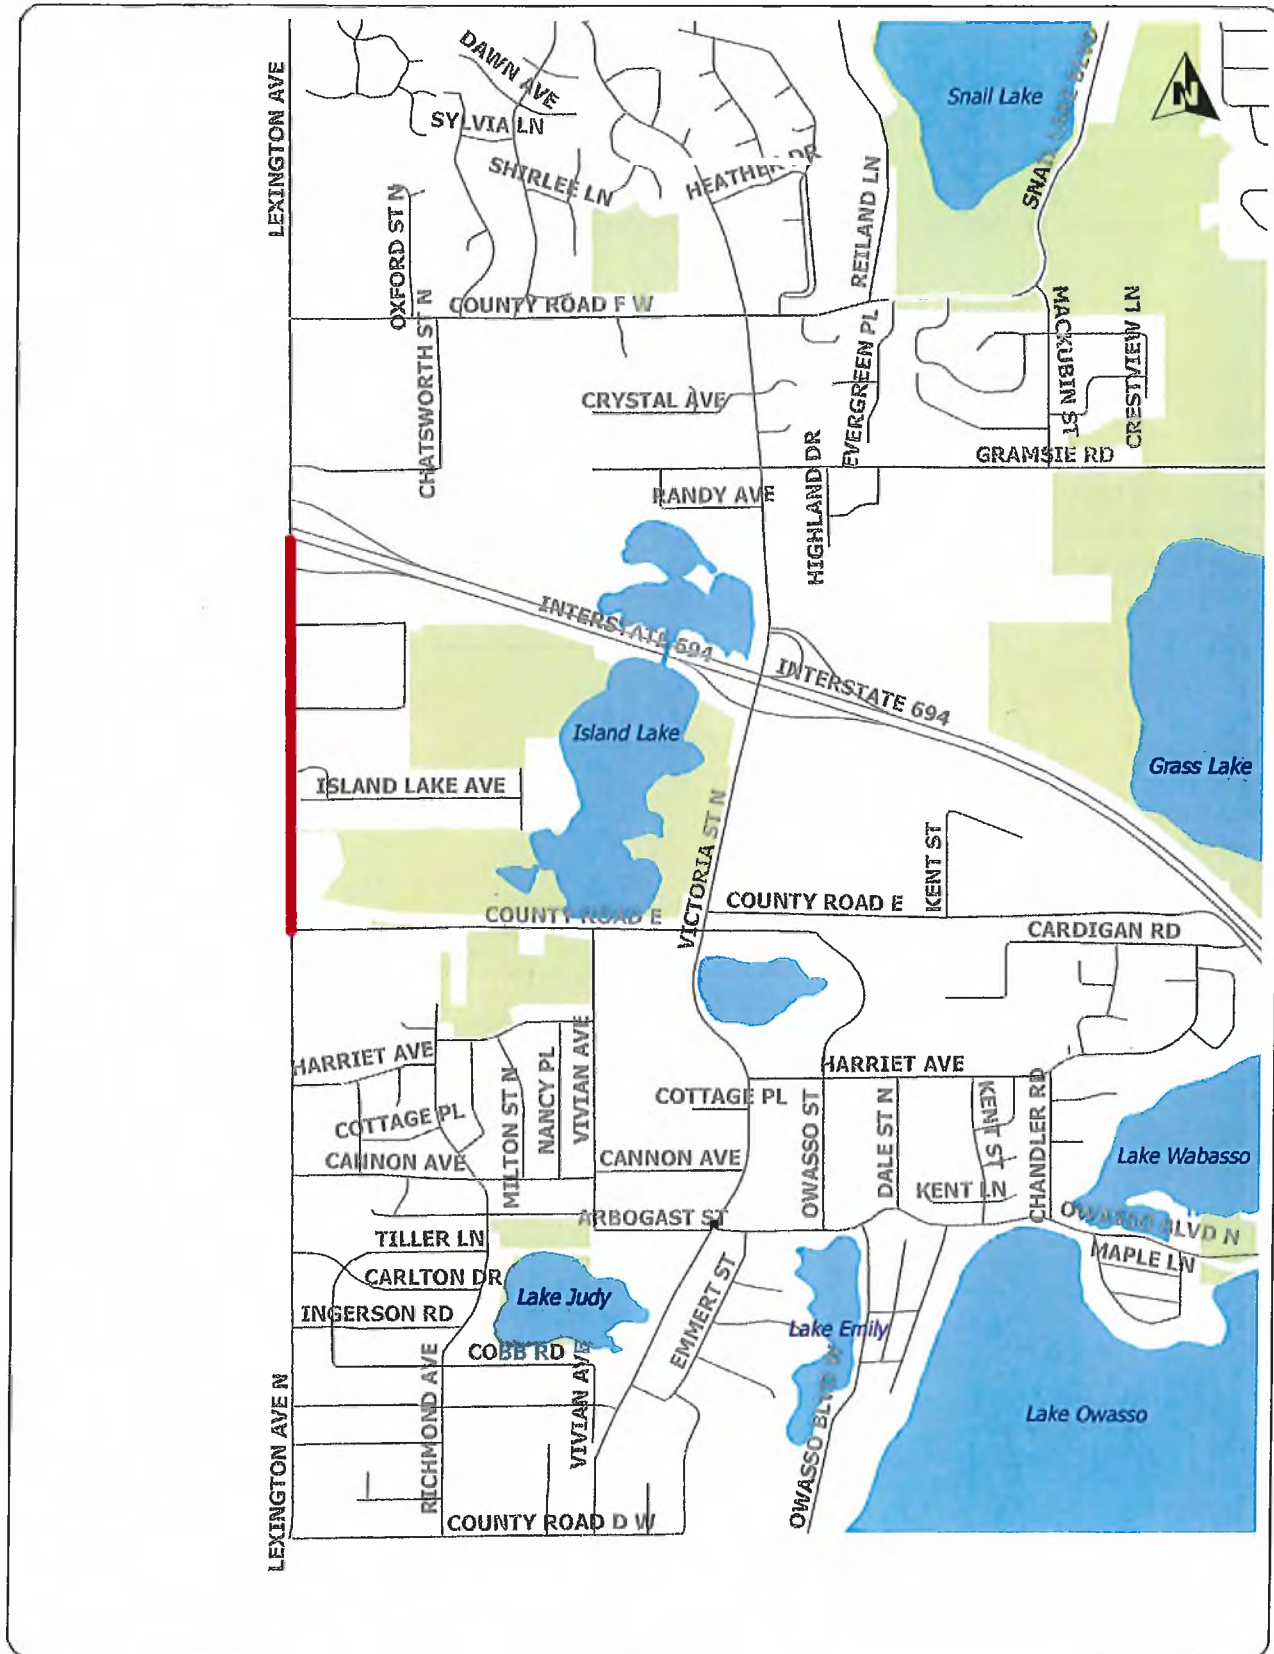 LEXINGTON AVE
DAWN AVE
SYLVIA LN
SHIRLEE LN
HEATHER DR
Snail Lake
SNAIL LAKE BLVD
N
OXFORD ST N
REILAND LN
COUNTY ROAD F W
CHATSWORTH ST N
CRYSTAL AVE
EVERGREEN PL
MACKUBIN ST
CRESTVIEW LN
HIGHLAND DR
GRAMSIE RD
RANDY AVE
INTERSTATE 694
INTERSTATE 694
Island Lake
Grass Lake
ISLAND LAKE AVE
VICTORIA ST N
KENT ST
COUNTY ROAD E
COUNTY ROAD E
CARDIGAN RD
HARRIET AVE
HARRIET AVE
MILTON ST N
NANCY PL
VIVIAN AVE
COTTAGE PL
COTTAGE PL
OWASSO ST
DALE ST N
KENT ST
CHANDLER RD
CANNON AVE
CANNON AVE
KENT LN
Lake Wabasso
ARBOGAST ST
OWASSO BLVD N
TILLER LN
MAPLE LN
CARLTON DR
Lake Judy
INGERSON RD
EMMERT ST
Lake Emily
COBB RD
LEXINGTON AVE N
RICHMOND AVE
VIVIAN AVE
OWASSO BLVD W
Lake Owasso
COUNTY ROAD D W